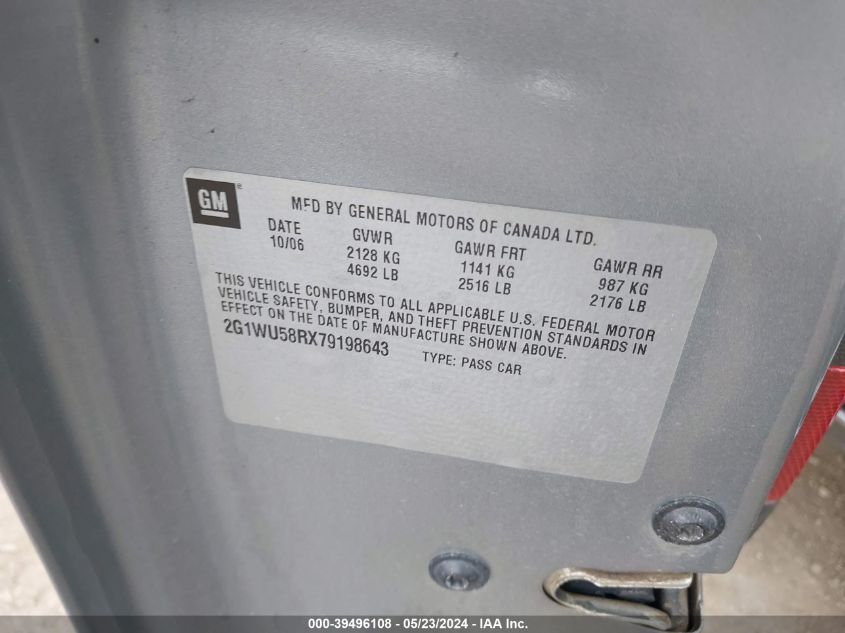 GM ®
MFD BY GENERAL MOTORS OF CANADA LTD.
DATE GVWR GAWR FRT GAWR RR
10/06 2128 KG 1141 KG 987 KG
4692 LB 2516 LB 2176 LB
THIS VEHICLE CONFORMS TO ALL APPLICABLE U.S. FEDERAL MOTOR
VEHICLE SAFETY, BUMPER, AND THEFT PREVENTION STANDARDS IN
EFFECT ON THE DATE OF MANUFACTURE SHOWN ABOVE.
2G1WU58RX79198643 TYPE: PASS CAR
000-39496108 - 05/23/2024 - IAA Inc.